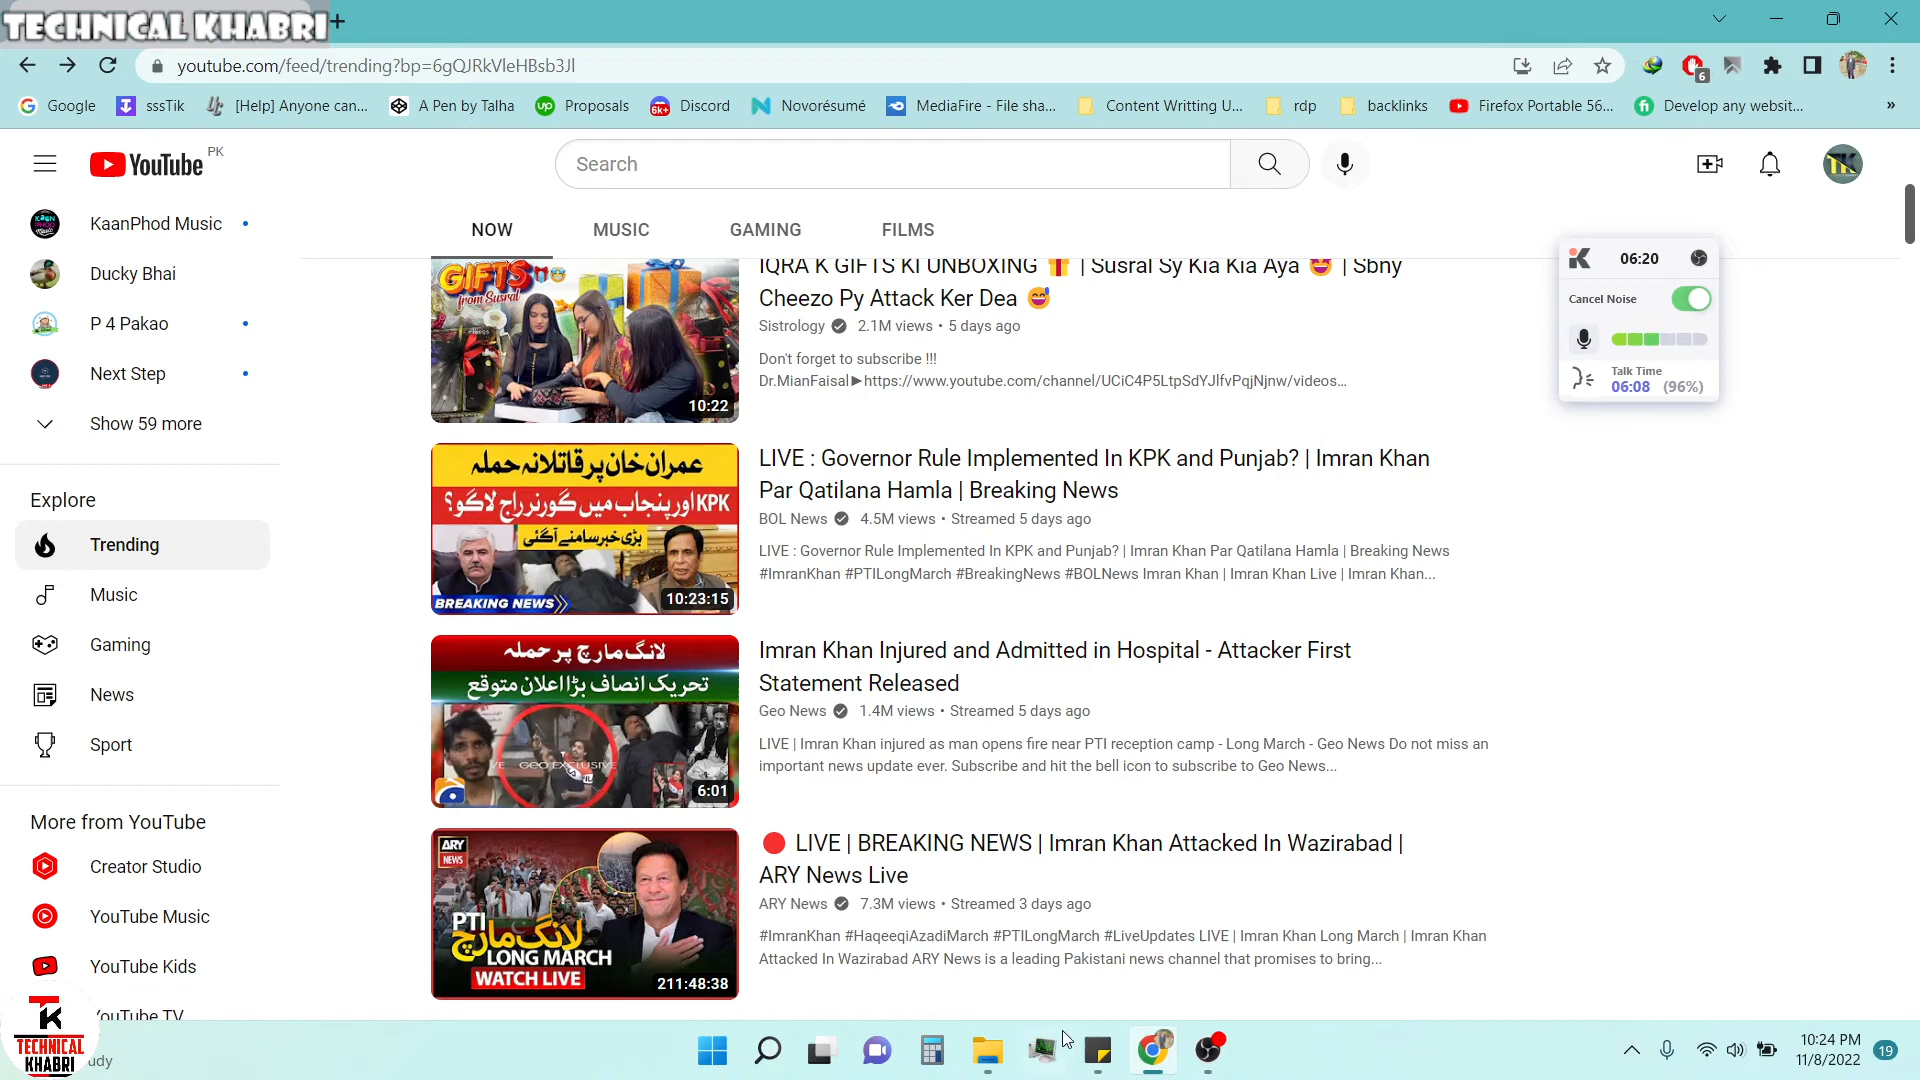 TECHNICAL KHABRI
youtube.com/feed/trending?bp=6gQJRkVleHBsb3Jl
6
Google
sssTik
[Help] Anyone can...
A Pen by Talha
Proposals
Discord
Novorésumé
MediaFire - File sha...
Content Writting U...
rdp
backlinks
Firefox Portable 56...
Develop any websit...
»
YouTube PK
Search
KaanPhod Music
Ducky Bhai
P 4 Pakao
Next Step
Show 59 more
Explore
Trending
Music
Gaming
News
Sport
More from YouTube
Creator Studio
YouTube Music
YouTube Kids
YouTube TV
NOW
MUSIC
GAMING
FILMS
GIFTS
from Susral
10:22
IQRA K GIFTS KI UNBOXING 🎁 | Susral Sy Kia Kia Aya 🤩 | Sbny
Cheezo Py Attack Ker Dea 😅
Sistrology 2.1M views • 5 days ago
Don't forget to subscribe !!!
Dr.MianFaisal►https://www.youtube.com/channel/UCiC4P5LtpSdYJlfvPqjNjnw/videos...
عمران خان پر قاتلانہ حملہ
KPK اور پنجاب میں گورنر راج لاگو؟
بڑی خبر سامنے آگئی
BREAKING NEWS
10:23:15
LIVE : Governor Rule Implemented In KPK and Punjab? | Imran Khan
Par Qatilana Hamla | Breaking News
BOL News 4.5M views • Streamed 5 days ago
LIVE : Governor Rule Implemented In KPK and Punjab? | Imran Khan Par Qatilana Hamla | Breaking News
#ImranKhan #PTILongMarch #BreakingNews #BOLNews Imran Khan | Imran Khan Live | Imran Khan...
لانگ مارچ پر حملہ
تحریک انصاف بڑا اعلان متوقع
GEO EXCLUSIVE
6:01
Imran Khan Injured and Admitted in Hospital - Attacker First
Statement Released
Geo News 1.4M views • Streamed 5 days ago
LIVE | Imran Khan injured as man opens fire near PTI reception camp - Long March - Geo News Do not miss an
important news update ever. Subscribe and hit the bell icon to subscribe to Geo News...
ARY
NEWS
PTI
لانگ مارچ
LONG MARCH
WATCH LIVE
211:48:38
🔴 LIVE | BREAKING NEWS | Imran Khan Attacked In Wazirabad |
ARY News Live
ARY News 7.3M views • Streamed 3 days ago
#ImranKhan #HaqeeqiAzadiMarch #PTILongMarch #LiveUpdates LIVE | Imran Khan Long March | Imran Khan
Attacked In Wazirabad ARY News is a leading Pakistani news channel that promises to bring...
06:20
Cancel Noise
Talk Time
06:08 (96%)
TK
TECHNICAL
KHABRI
10:24 PM
11/8/2022
19